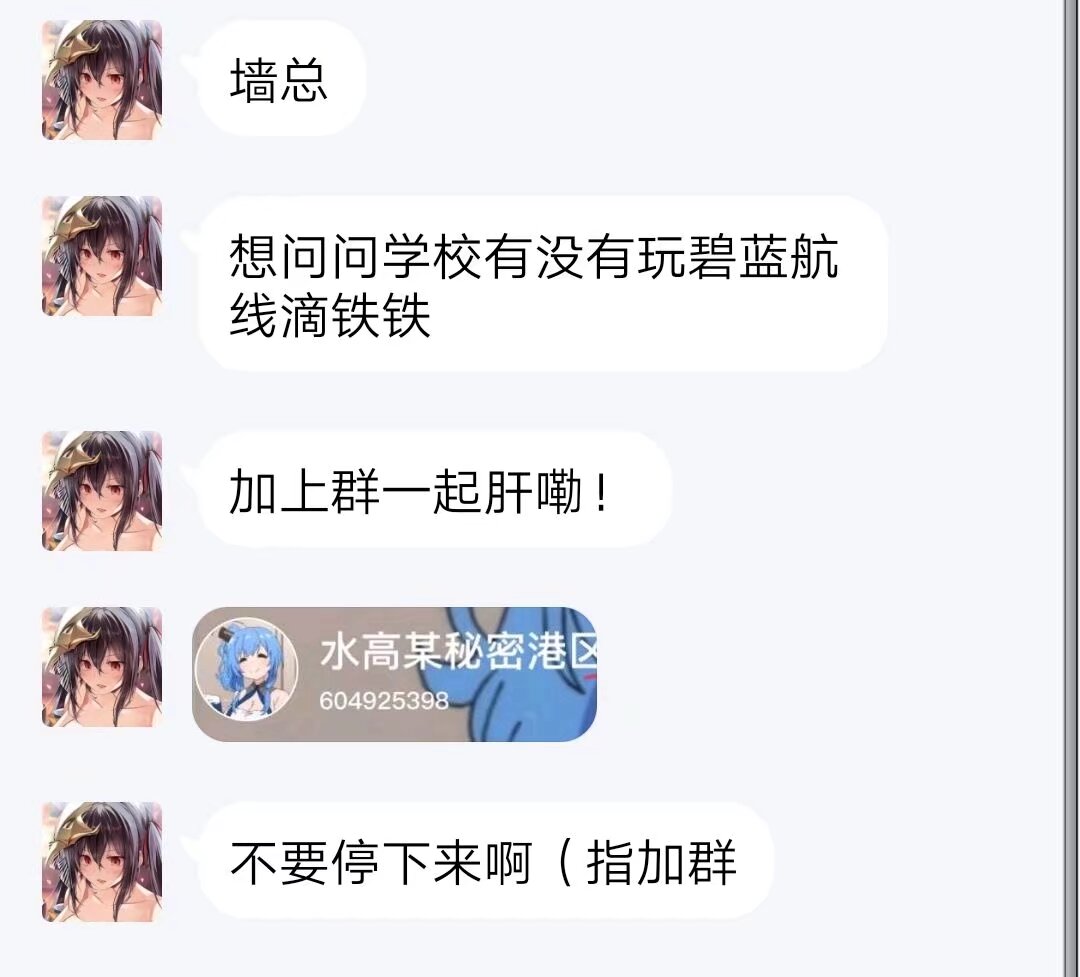 墙总
想问问学校有没有玩碧蓝航
线滴铁铁
加上群一起肝嘞！
水高某秘密港区
604925398
不要停下来啊（指加群